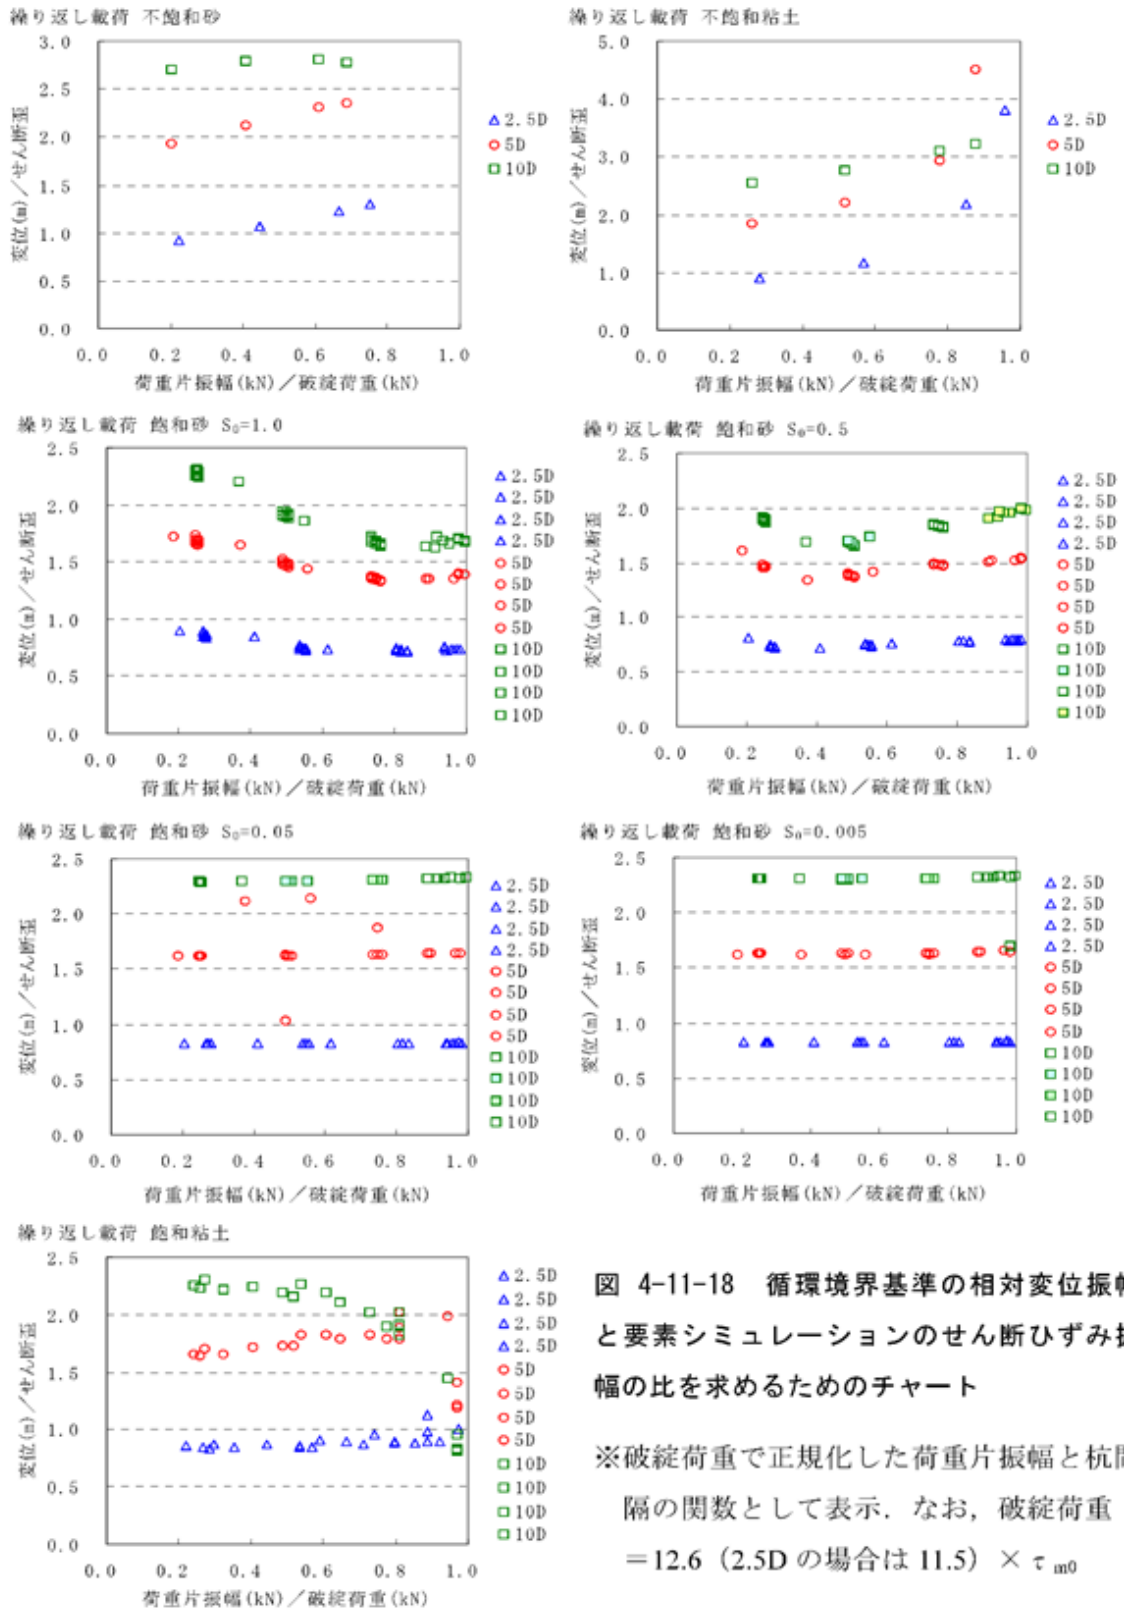 繰り返し載荷 不飽和砂
3.0
2.5
2.0
1.5
1.0
0.5
0.0
変位(m)／せん断歪
0.0 0.2 0.4 0.6 0.8 1.0
荷重片振幅(kN)／破綻荷重(kN)
2.5D
5D
10D
繰り返し載荷 不飽和粘土
5.0
4.0
3.0
2.0
1.0
0.0
変位(m)／せん断歪
0.0 0.2 0.4 0.6 0.8 1.0
荷重片振幅(kN)／破綻荷重(kN)
2.5D
5D
10D
繰り返し載荷 飽和砂 S₀=1.0
2.5
2.0
1.5
1.0
0.5
0.0
変位(m)／せん断歪
0.0 0.2 0.4 0.6 0.8 1.0
荷重片振幅(kN)／破綻荷重(kN)
2.5D
2.5D
2.5D
2.5D
5D
5D
5D
5D
10D
10D
10D
10D
繰り返し載荷 飽和砂 S₀=0.5
2.5
2.0
1.5
1.0
0.5
0.0
変位(m)／せん断歪
0.0 0.2 0.4 0.6 0.8 1.0
荷重片振幅(kN)／破綻荷重(kN)
2.5D
2.5D
2.5D
2.5D
5D
5D
5D
5D
10D
10D
10D
10D
繰り返し載荷 飽和砂 S₀=0.05
2.5
2.0
1.5
1.0
0.5
0.0
変位(m)／せん断歪
0.0 0.2 0.4 0.6 0.8 1.0
荷重片振幅(kN)／破綻荷重(kN)
2.5D
2.5D
2.5D
2.5D
5D
5D
5D
5D
10D
10D
10D
10D
繰り返し載荷 飽和砂 S₀=0.005
2.5
2.0
1.5
1.0
0.5
0.0
変位(m)／せん断歪
0.0 0.2 0.4 0.6 0.8 1.0
荷重片振幅(kN)／破綻荷重(kN)
2.5D
2.5D
2.5D
2.5D
5D
5D
5D
5D
10D
10D
10D
10D
繰り返し載荷 飽和粘土
2.5
2.0
1.5
1.0
0.5
0.0
変位(m)／せん断歪
0.0 0.2 0.4 0.6 0.8 1.0
荷重片振幅(kN)／破綻荷重(kN)
2.5D
2.5D
2.5D
2.5D
5D
5D
5D
5D
10D
10D
10D
10D
図 4-11-18 循環境界基準の相対変位振幅
と要素シミュレーションのせん断ひずみ振
幅の比を求めるためのチャート
※破綻荷重で正規化した荷重片振幅と杭間
隔の関数として表示．なお，破綻荷重
＝12.6（2.5D の場合は 11.5）× τm0